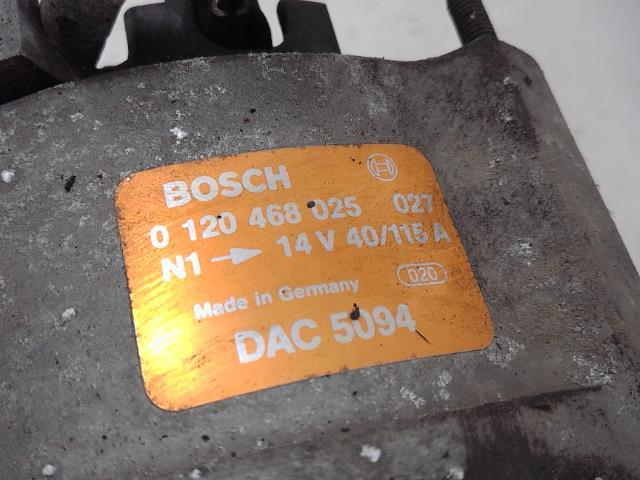 BOSCH
0 120 468 025 027
N1 → 14 V 40/115 A
Made in Germany 020
DAC 5094